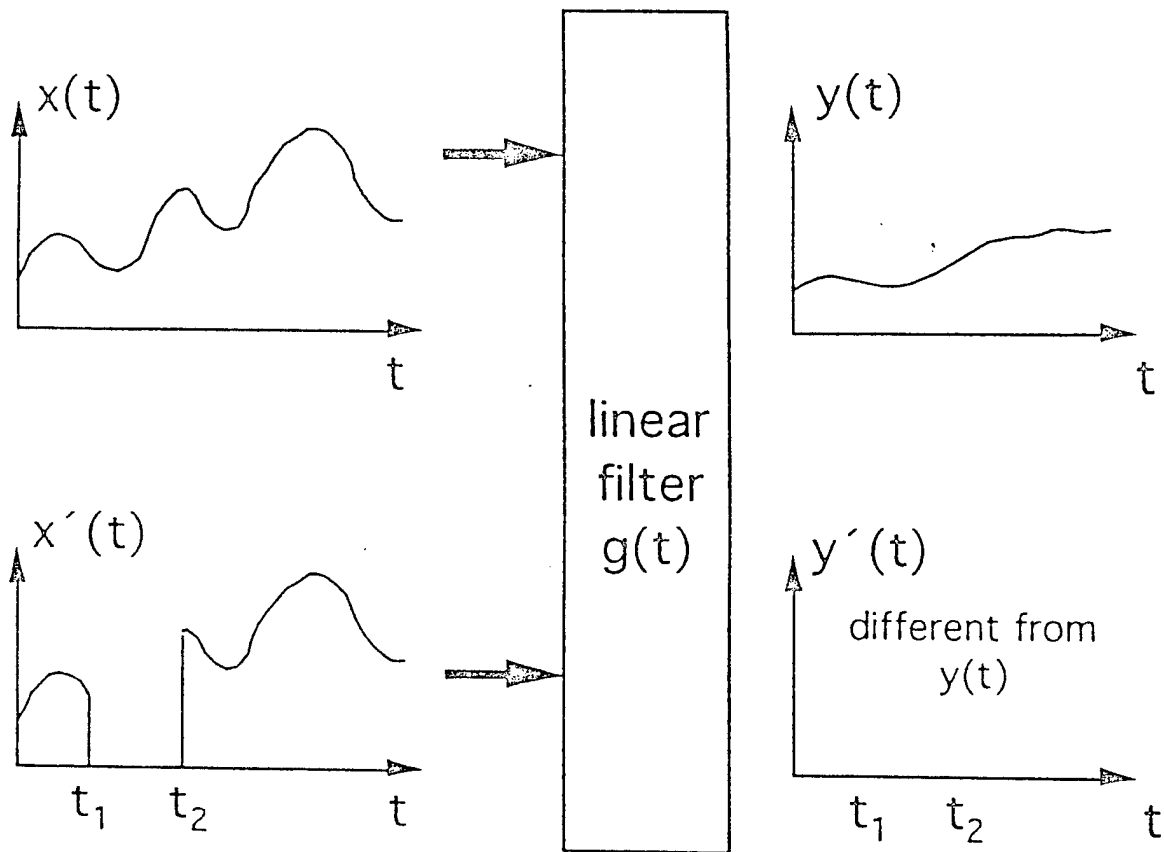 x(t)
t
y(t)
t
linear
filter
g(t)
x´(t)
t₁
t₂
t
y´(t)
different from
y(t)
t₁
t₂
t